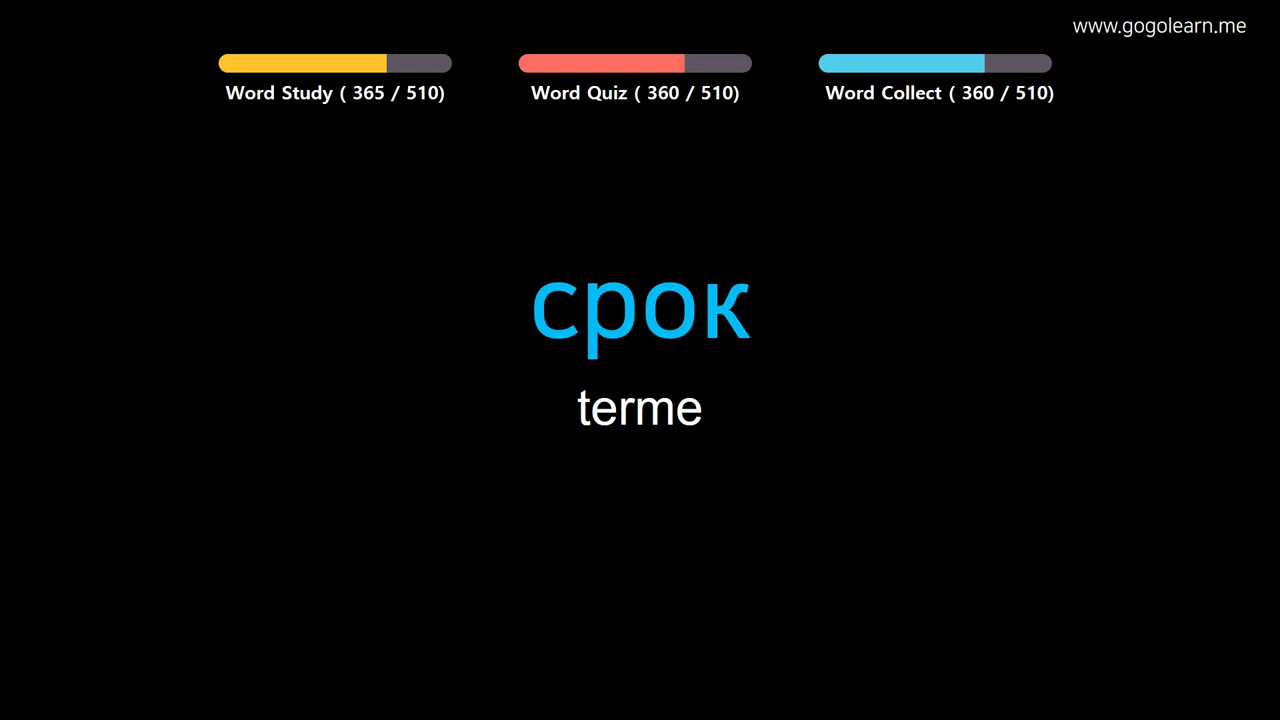 www.gogolearn.me
Word Study ( 365 / 510)
Word Quiz ( 360 / 510)
Word Collect ( 360 / 510)
срок
terme